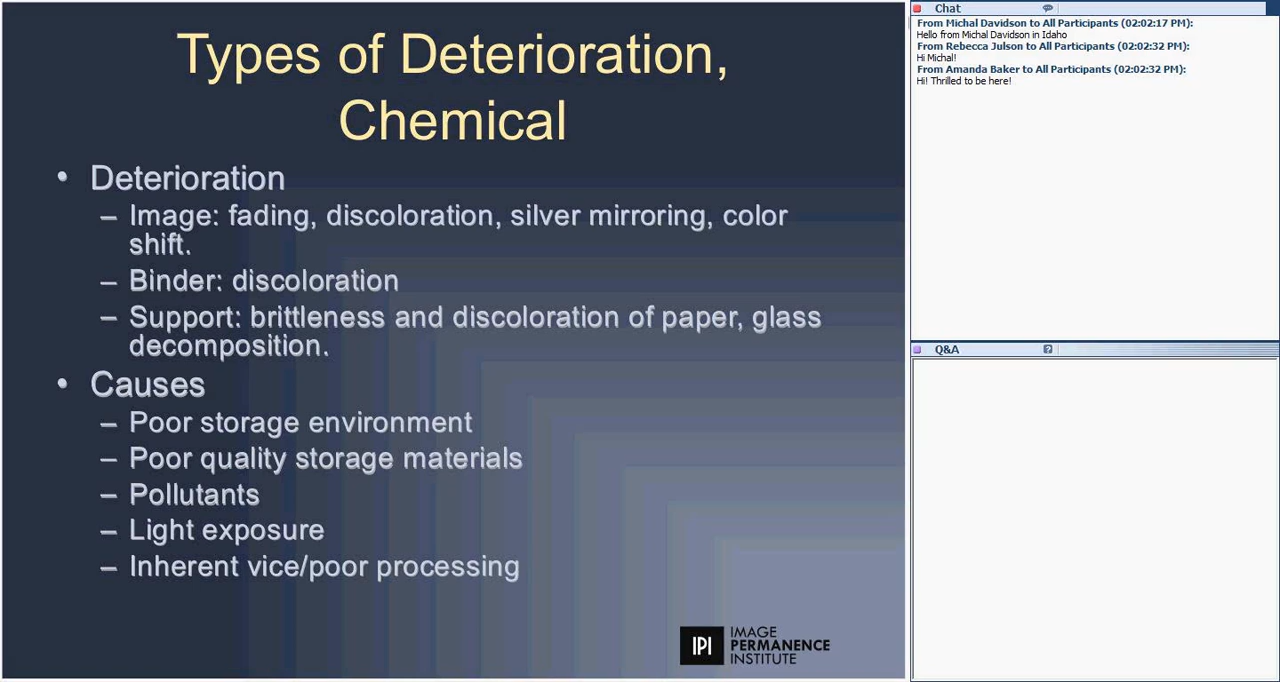 Types of Deterioration,
Chemical
• Deterioration
– Image: fading, discoloration, silver mirroring, color
shift.
– Binder: discoloration
– Support: brittleness and discoloration of paper, glass
decomposition.
• Causes
– Poor storage environment
– Poor quality storage materials
– Pollutants
– Light exposure
– Inherent vice/poor processing
IPI
IMAGE
PERMANENCE
INSTITUTE
Chat
From Michal Davidson to All Participants (02:02:17 PM):
Hello from Michal Davidson in Idaho
From Rebecca Julson to All Participants (02:02:32 PM):
Hi Michal!
From Amanda Baker to All Participants (02:02:32 PM):
Hi! Thrilled to be here!
Q&A